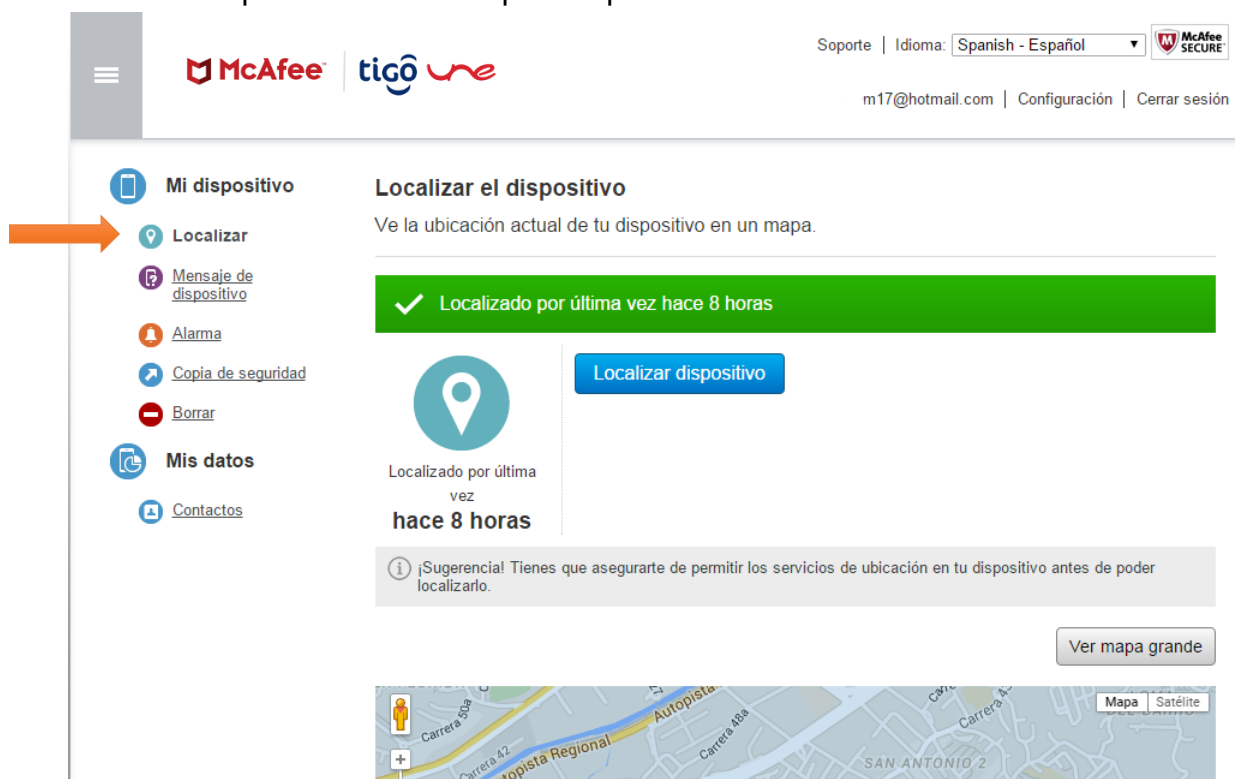 Soporte | Idioma: Spanish - Español
McAfee SECURE
McAfee
tigô une
m17@hotmail.com | Configuración | Cerrar sesión
Mi dispositivo
Localizar
Mensaje de
dispositivo
Alarma
Copia de seguridad
Borrar
Mis datos
Contactos
Localizar el dispositivo
Ve la ubicación actual de tu dispositivo en un mapa.
Localizado por última vez hace 8 horas
Localizar dispositivo
Localizado por última
vez
hace 8 horas
¡Sugerencia! Tienes que asegurarte de permitir los servicios de ubicación en tu dispositivo antes de poder
localizarlo.
Ver mapa grande
Mapa
Satélite
Carrera 50a
Autopista
Carrera 48a
Carrera 42
Autopista Regional
SAN ANTONIO 2